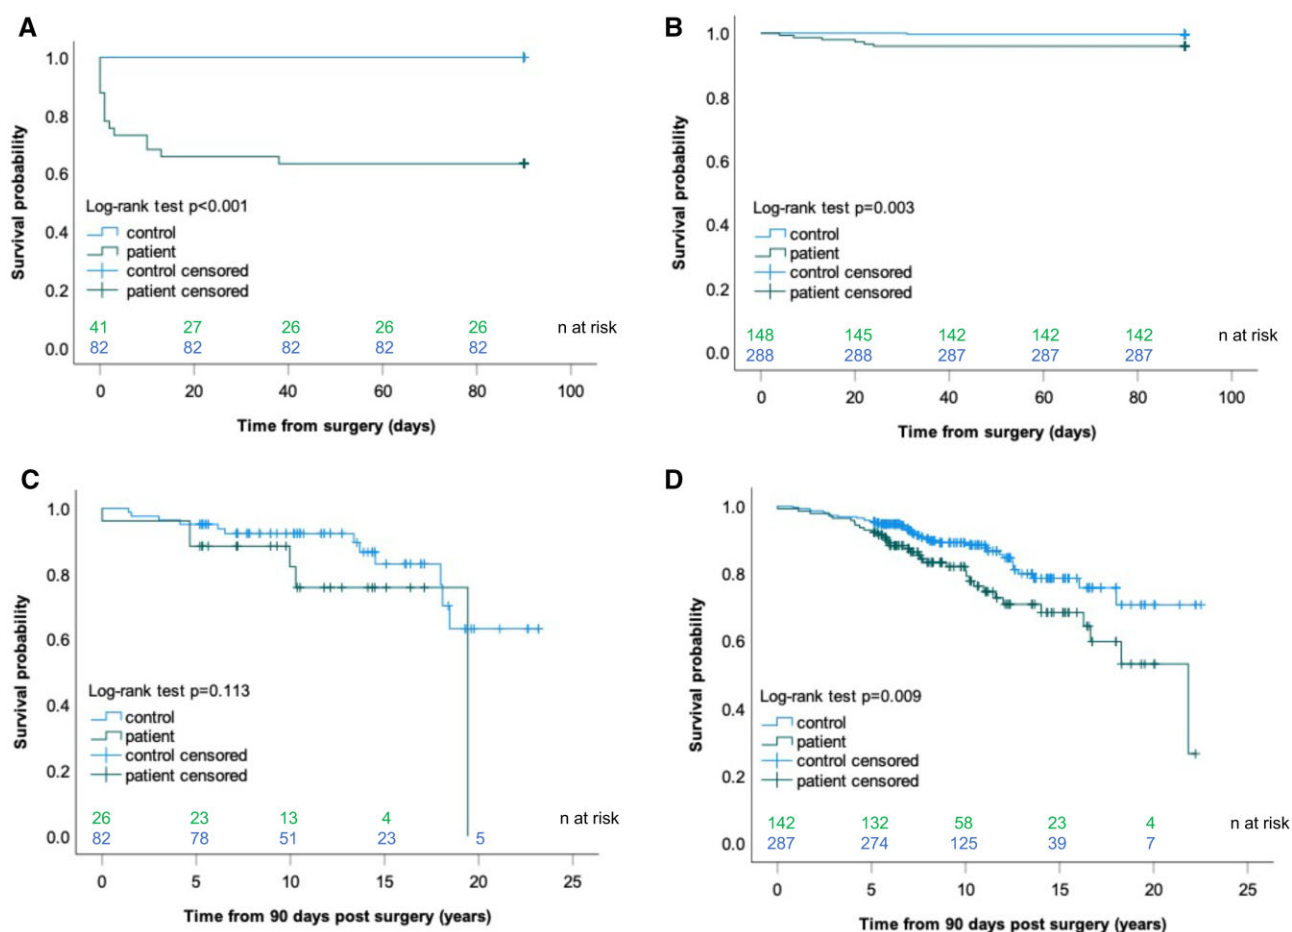 A
Survival probability
1.0
0.8
0.6
0.4
0.2
0.0
Log-rank test p<0.001
control
patient
control censored
patient censored
41 27 26 26 26 n at risk
82 82 82 82 82
0 20 40 60 80 100
Time from surgery (days)
B
Survival probability
1.0
0.8
0.6
0.4
0.2
0.0
Log-rank test p=0.003
control
patient
control censored
patient censored
148 145 142 142 142 n at risk
288 288 287 287 287
0 20 40 60 80 100
Time from surgery (days)
C
Survival probability
1.0
0.8
0.6
0.4
0.2
0.0
Log-rank test p=0.113
control
patient
control censored
patient censored
26 23 13 4 n at risk
82 78 51 23 5
0 5 10 15 20 25
Time from 90 days post surgery (years)
D
Survival probability
1.0
0.8
0.6
0.4
0.2
0.0
Log-rank test p=0.009
control
patient
control censored
patient censored
142 132 58 23 4 n at risk
287 274 125 39 7
0 5 10 15 20 25
Time from 90 days post surgery (years)